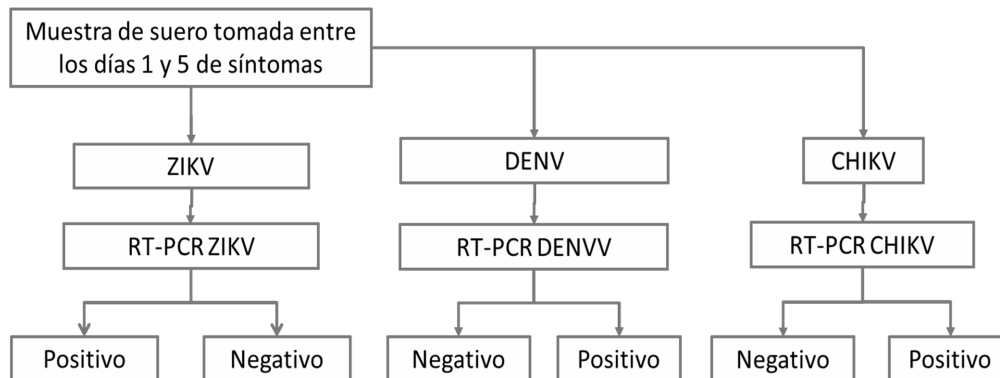 Muestra de suero tomada entre
los días 1 y 5 de síntomas
ZIKV
DENV
CHIKV
RT-PCR ZIKV
RT-PCR DENVV
RT-PCR CHIKV
Positivo
Negativo
Negativo
Positivo
Negativo
Positivo